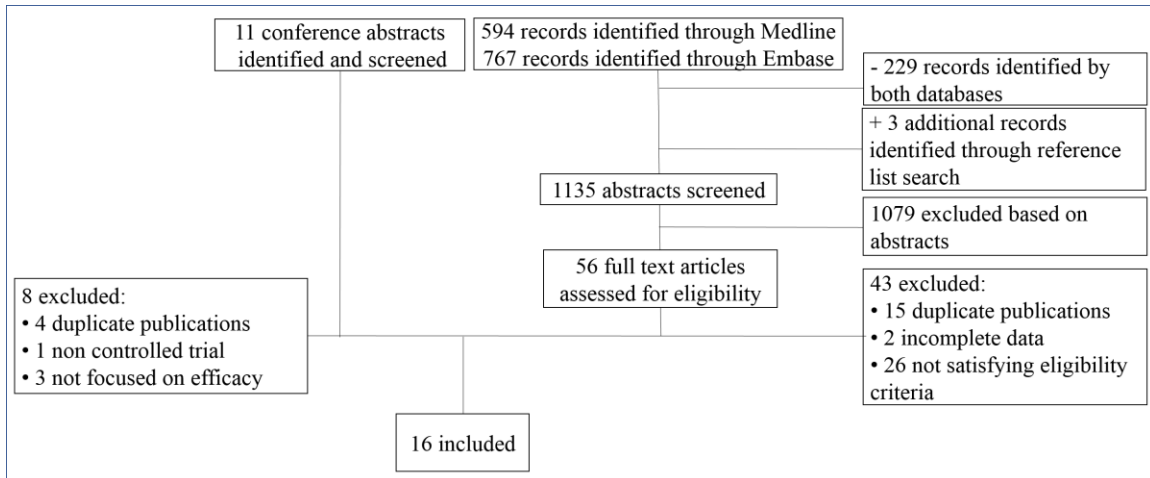 11 conference abstracts
identified and screened
594 records identified through Medline
767 records identified through Embase
- 229 records identified by
both databases
+ 3 additional records
identified through reference
list search
1135 abstracts screened
1079 excluded based on
abstracts
56 full text articles
assessed for eligibility
8 excluded:
• 4 duplicate publications
• 1 non controlled trial
• 3 not focused on efficacy
43 excluded:
• 15 duplicate publications
• 2 incomplete data
• 26 not satisfying eligibility
criteria
16 included